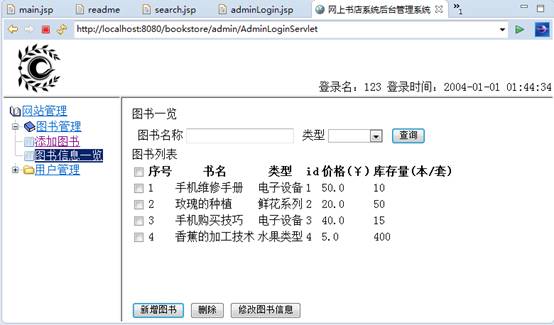 main.jsp readme search.jsp adminLogin.jsp 网上书店系统后台管理系统 »1
http://localhost:8080/bookstore/admin/AdminLoginServlet
登录名：123 登录时间：2004-01-01 01:44:34
网站管理
图书管理
添加图书
图书信息一览
用户管理
图书一览
图书名称 类型 查询
图书列表
序号 书名 类型 id 价格(￥) 库存量(本/套)
1 手机维修手册 电子设备 1 50.0 10
2 玫瑰的种植 鲜花系列 2 20.0 50
3 手机购买技巧 电子设备 3 40.0 15
4 香蕉的加工技术 水果类型 4 5.0 400
新增图书 删除 修改图书信息